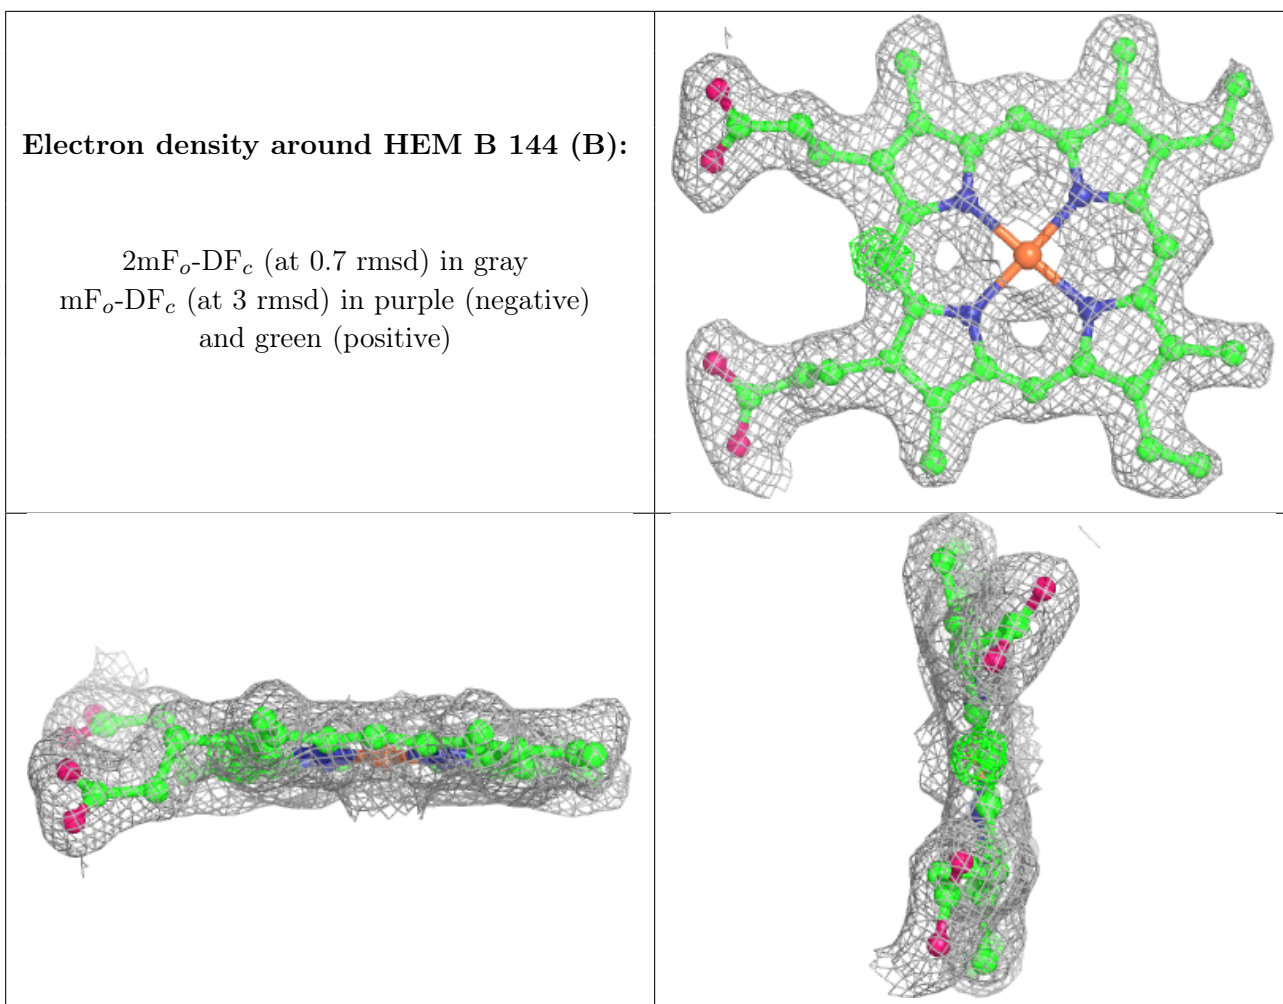 Electron density around HEM B 144 (B):
2mFo-DFc (at 0.7 rmsd) in gray
mFo-DFc (at 3 rmsd) in purple (negative)
and green (positive)